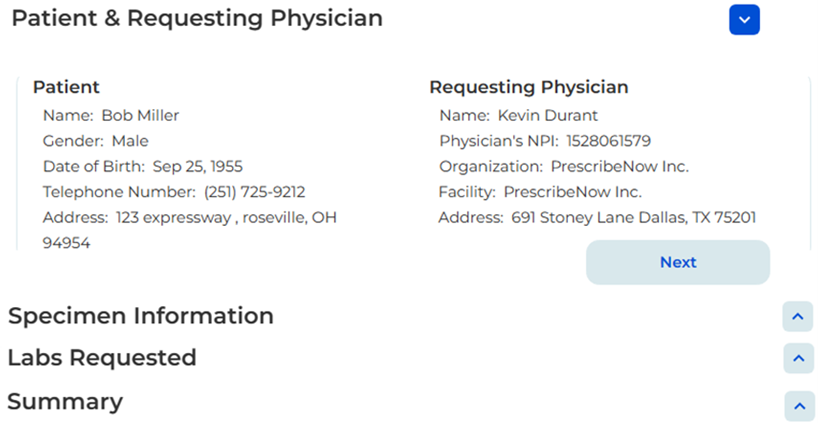 Patient & Requesting Physician
Patient
Name: Bob Miller
Gender: Male
Date of Birth: Sep 25, 1955
Telephone Number: (251) 725-9212
Address: 123 expressway , roseville, OH
94954
Requesting Physician
Name: Kevin Durant
Physician's NPI: 1528061579
Organization: PrescribeNow Inc.
Facility: PrescribeNow Inc.
Address: 691 Stoney Lane Dallas, TX 75201
Next
Specimen Information
Labs Requested
Summary